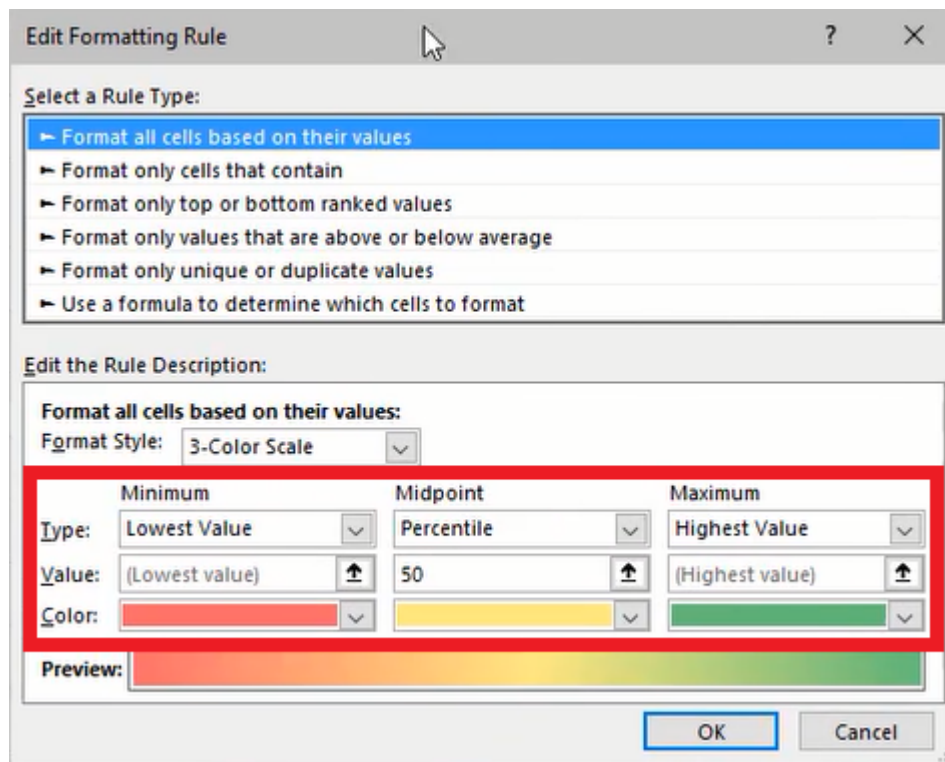 Edit Formatting Rule ? ×
Select a Rule Type:
► Format all cells based on their values
► Format only cells that contain
► Format only top or bottom ranked values
► Format only values that are above or below average
► Format only unique or duplicate values
► Use a formula to determine which cells to format
Edit the Rule Description:
Format all cells based on their values:
Format Style: 3-Color Scale
Minimum Midpoint Maximum
Type: Lowest Value Percentile Highest Value
Value: (Lowest value) 50 (Highest value)
Color:
Preview:
OK Cancel